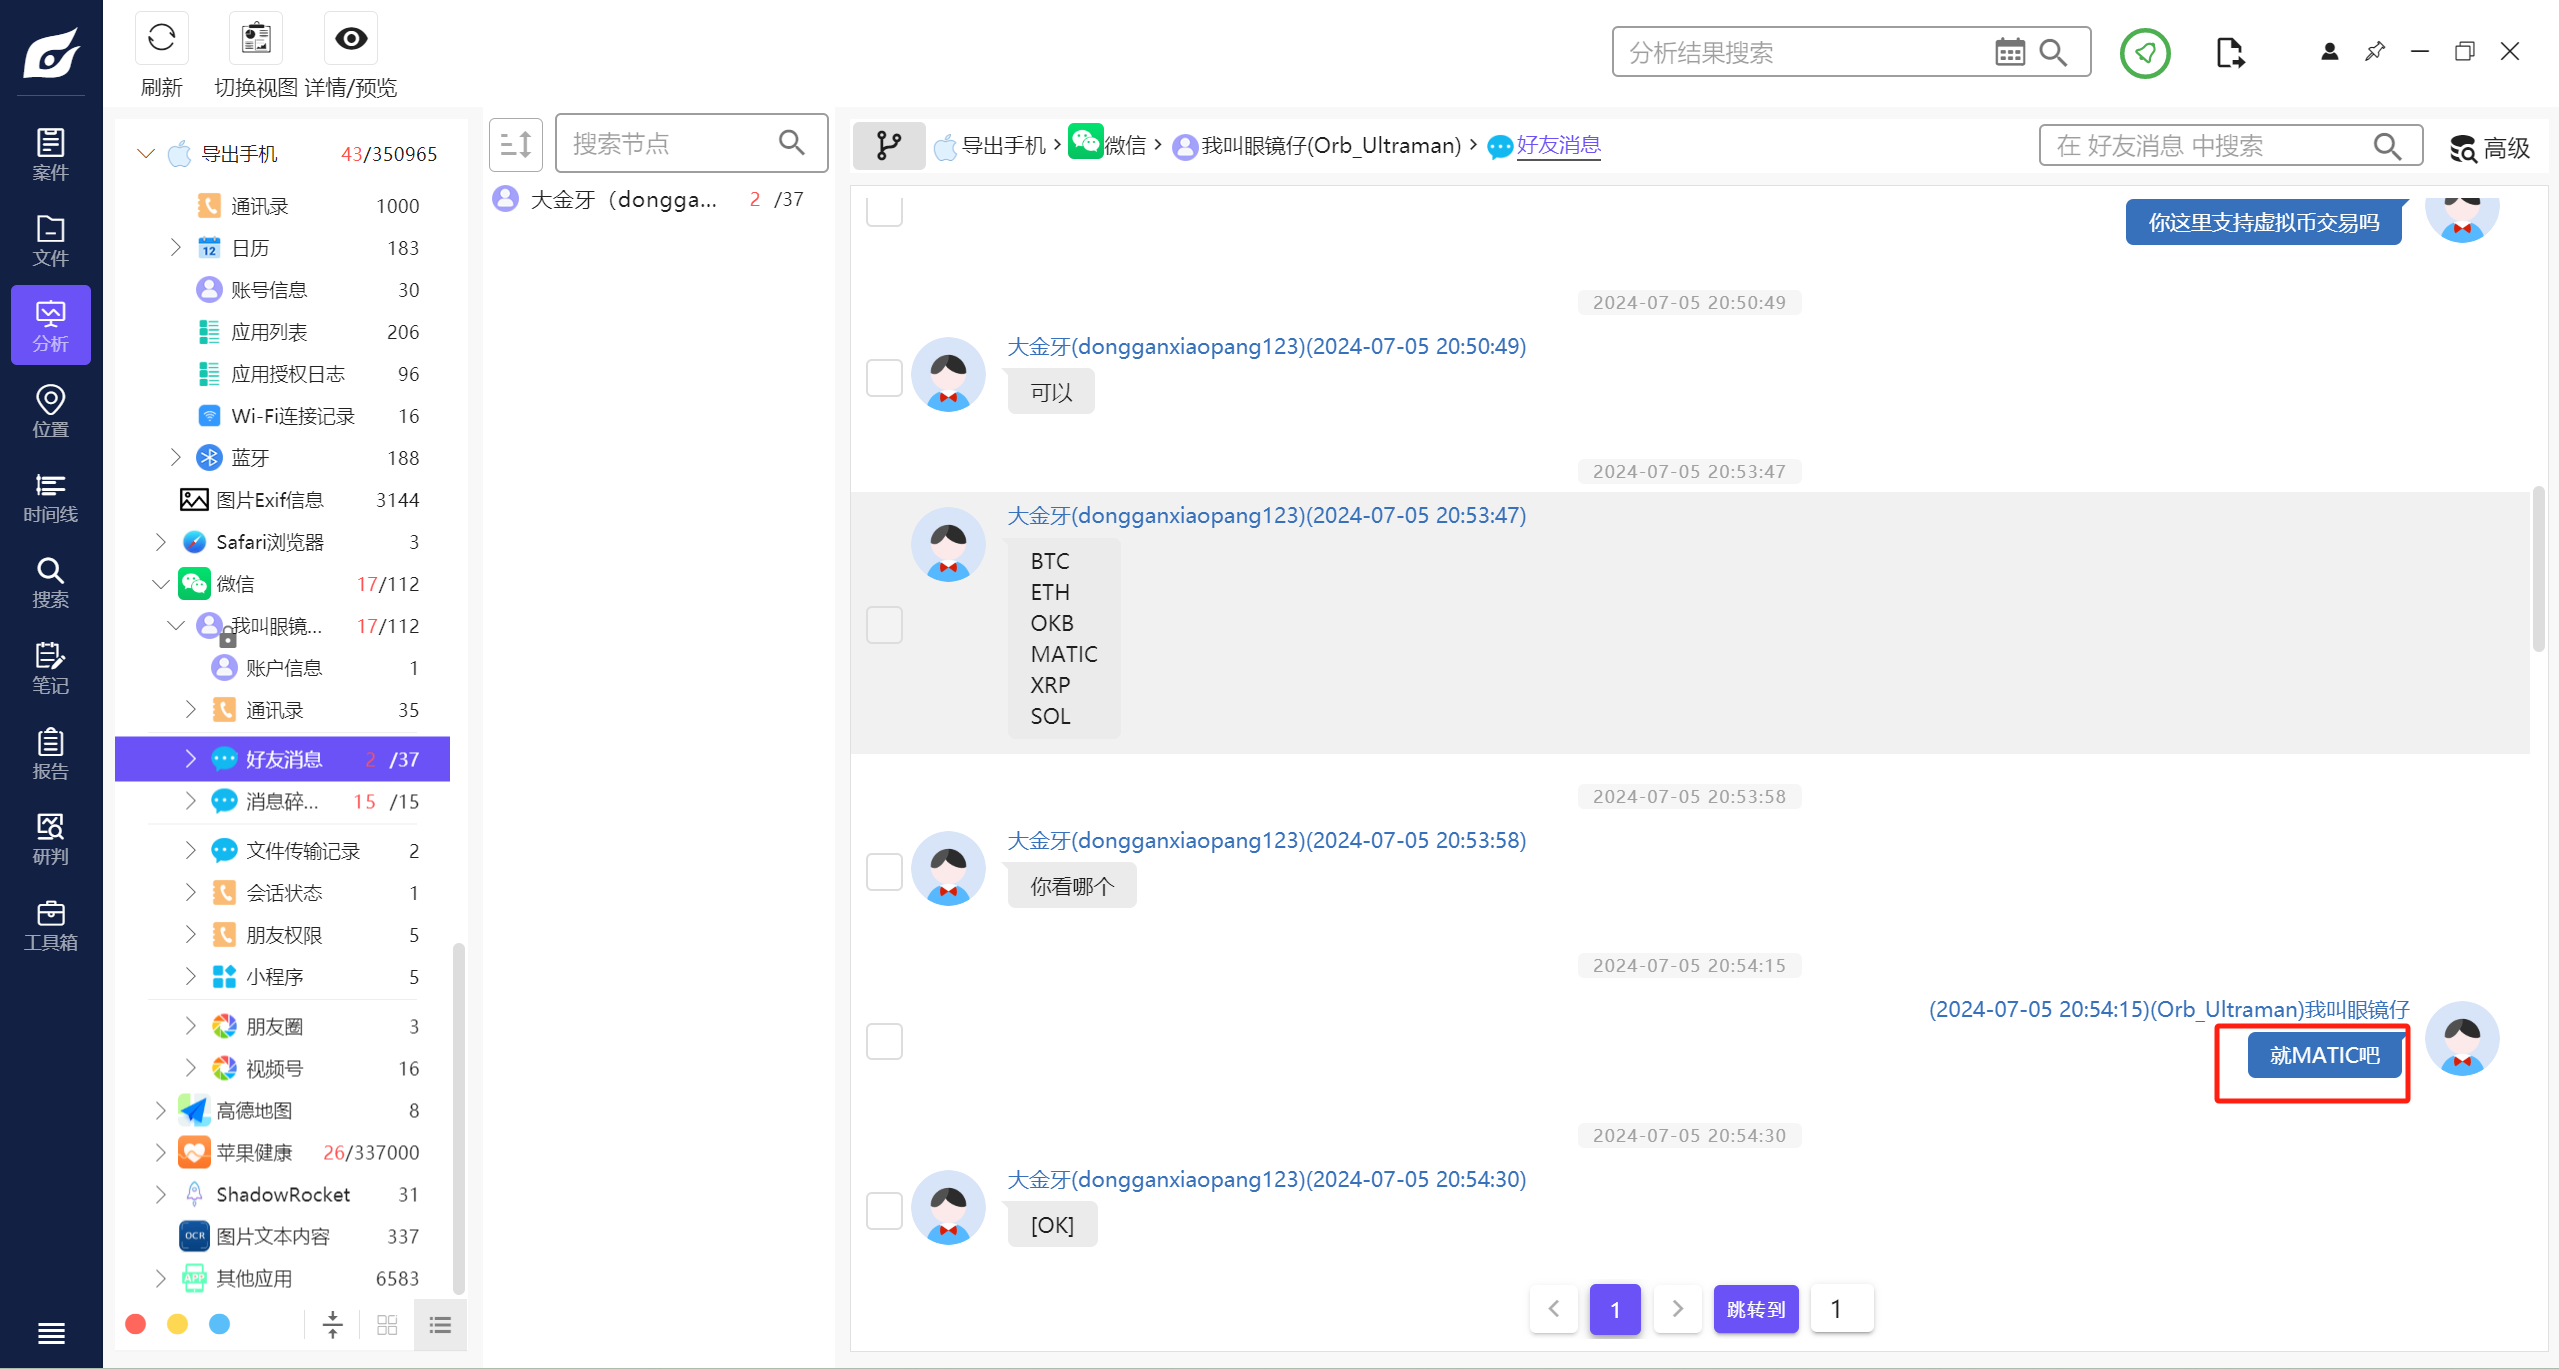 刷新
切换视图
详情/预览
分析结果搜索
案件
文件
分析
位置
时间线
搜索
笔记
报告
研判
工具箱
导出手机 43/350965
通讯录 1000
12 日历 183
账号信息 30
应用列表 206
应用授权日志 96
Wi-Fi连接记录 16
蓝牙 188
图片Exif信息 3144
Safari浏览器 3
微信 17/112
我叫眼镜... 17/112
账户信息 1
通讯录 35
好友消息 2 /37
消息碎... 15 /15
文件传输记录 2
会话状态 1
朋友权限 5
小程序 5
朋友圈 3
视频号 16
高德地图 8
苹果健康 26/337000
ShadowRocket 31
OCR 图片文本内容 337
APP 其他应用 6583
搜索节点
大金牙（dongga... 2 /37
导出手机 › 微信 › 我叫眼镜仔(Orb_Ultraman) › 好友消息
在 好友消息 中搜索
高级
你这里支持虚拟币交易吗
2024-07-05 20:50:49
大金牙(dongganxiaopang123)(2024-07-05 20:50:49)
可以
2024-07-05 20:53:47
大金牙(dongganxiaopang123)(2024-07-05 20:53:47)
BTC
ETH
OKB
MATIC
XRP
SOL
2024-07-05 20:53:58
大金牙(dongganxiaopang123)(2024-07-05 20:53:58)
你看哪个
2024-07-05 20:54:15
(2024-07-05 20:54:15)(Orb_Ultraman)我叫眼镜仔
就MATIC吧
2024-07-05 20:54:30
大金牙(dongganxiaopang123)(2024-07-05 20:54:30)
[OK]
1 跳转到 1